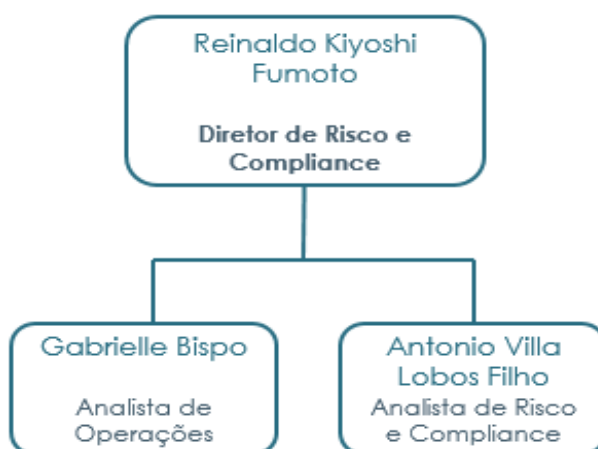 Reinaldo Kiyoshi
Fumoto
Diretor de Risco e
Compliance
Gabrielle Bispo
Analista de
Operações
Antonio Villa
Lobos Filho
Analista de Risco
e Compliance